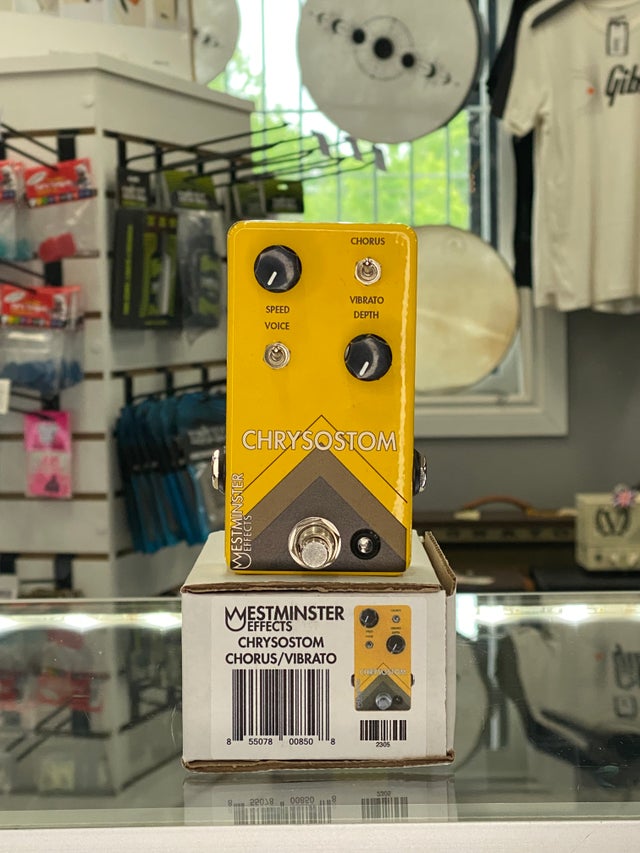 Gib
CHORUS
SPEED
VIBRATO
VOICE
DEPTH
CHRYSOSTOM
WESTMINSTER
EFFECTS
WESTMINSTER
EFFECTS
CHRYSOSTOM
CHORUS/VIBRATO
8 55078 00850 8
2305